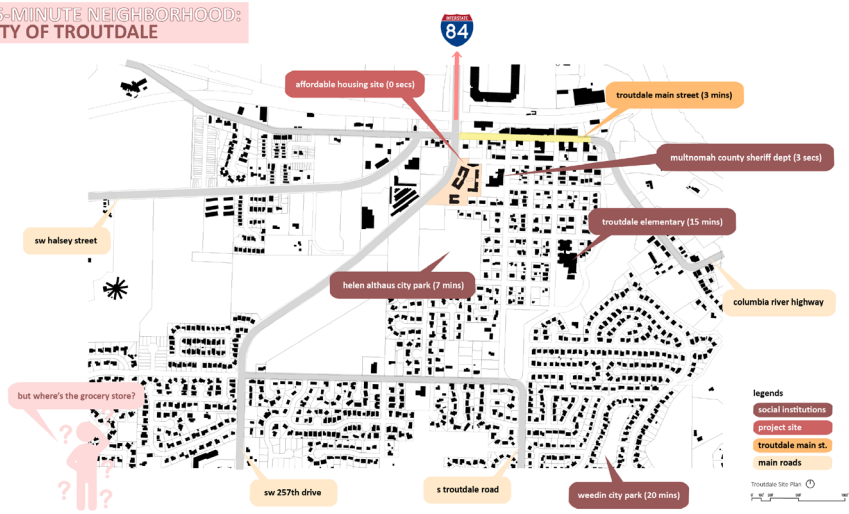 5-MINUTE NEIGHBORHOOD:
TY OF TROUTDALE
INTERSTATE
84
affordable housing site (0 secs)
troutdale main street (3 mins)
multnomah county sheriff dept (3 secs)
troutdale elementary (15 mins)
sw halsey street
helen althaus city park (7 mins)
columbia river highway
but where's the grocery store?
? ? ? ?
legends
social institutions
project site
troutdale main st.
main roads
Troutdale Site Plan
sw 257th drive
s troutdale road
weedin city park (20 mins)